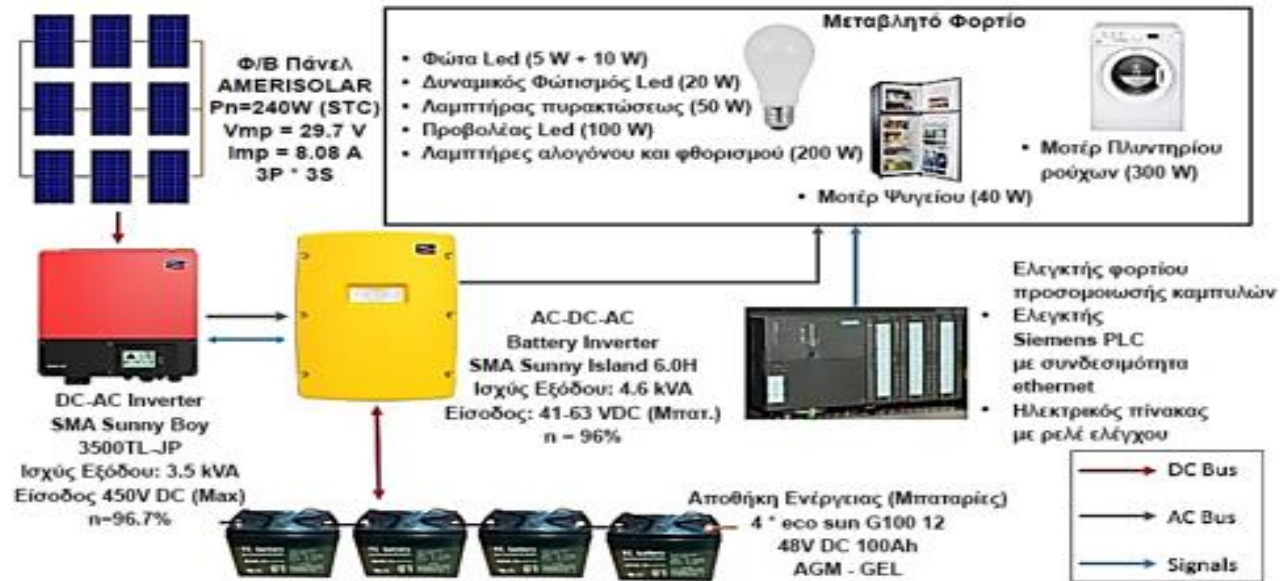 Μεταβλητό Φορτίο
• Φώτα Led (5 W + 10 W)
• Δυναμικός Φωτισμός Led (20 W)
• Λαμπτήρας πυρακτώσεως (50 W)
• Προβολέας Led (100 W)
• Λαμπτήρες αλογόνου και φθορισμού (200 W)
• Μοτέρ Ψυγείου (40 W)
• Μοτέρ Πλυντηρίου
ρούχων (300 W)
Φ/Β Πάνελ
AMERISOLAR
Pn=240W (STC)
Vmp = 29.7 V
Imp = 8.08 A
3P * 3S
DC-AC Inverter
SMA Sunny Boy
3500TL-JP
Ισχύς Εξόδου: 3.5 kVA
Είσοδος 450V DC (Max)
n=96.7%
AC-DC-AC
Battery Inverter
SMA Sunny Island 6.0H
Ισχύς Εξόδου: 4.6 kVA
Είσοδος: 41-63 VDC (Μπατ.)
n = 96%
Ελεγκτής φορτίου
προσομοιωσής καμπυλών
• Ελεγκτής
Siemens PLC
με συνδεσιμότητα
ethernet
• Ηλεκτρικός πίνακας
με ρελέ ελέγχου
Αποθήκη Ενέργειας (Μπαταρίες)
4 * eco sun G100 12
48V DC 100Ah
AGM - GEL
DC Bus
AC Bus
Signals